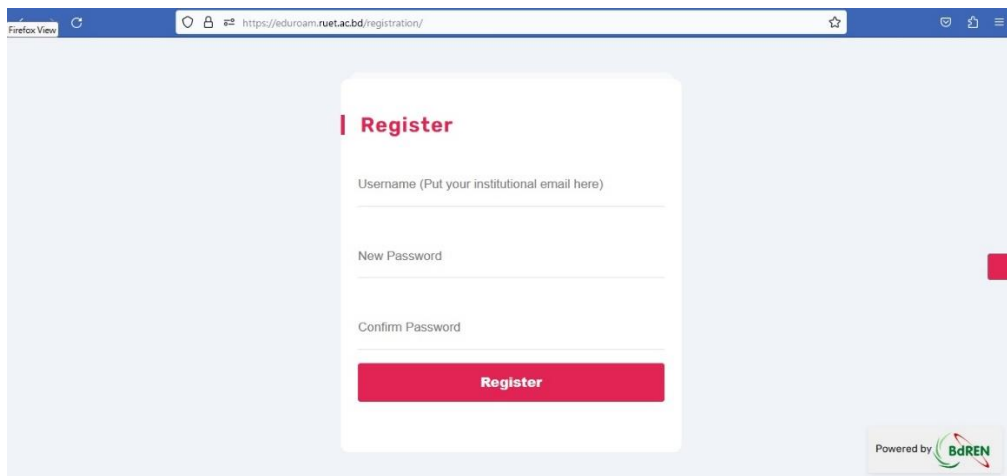 Firefox View
https://eduroam.ruet.ac.bd/registration/
Register
Username (Put your institutional email here)
New Password
Confirm Password
Register
Powered by BdREN